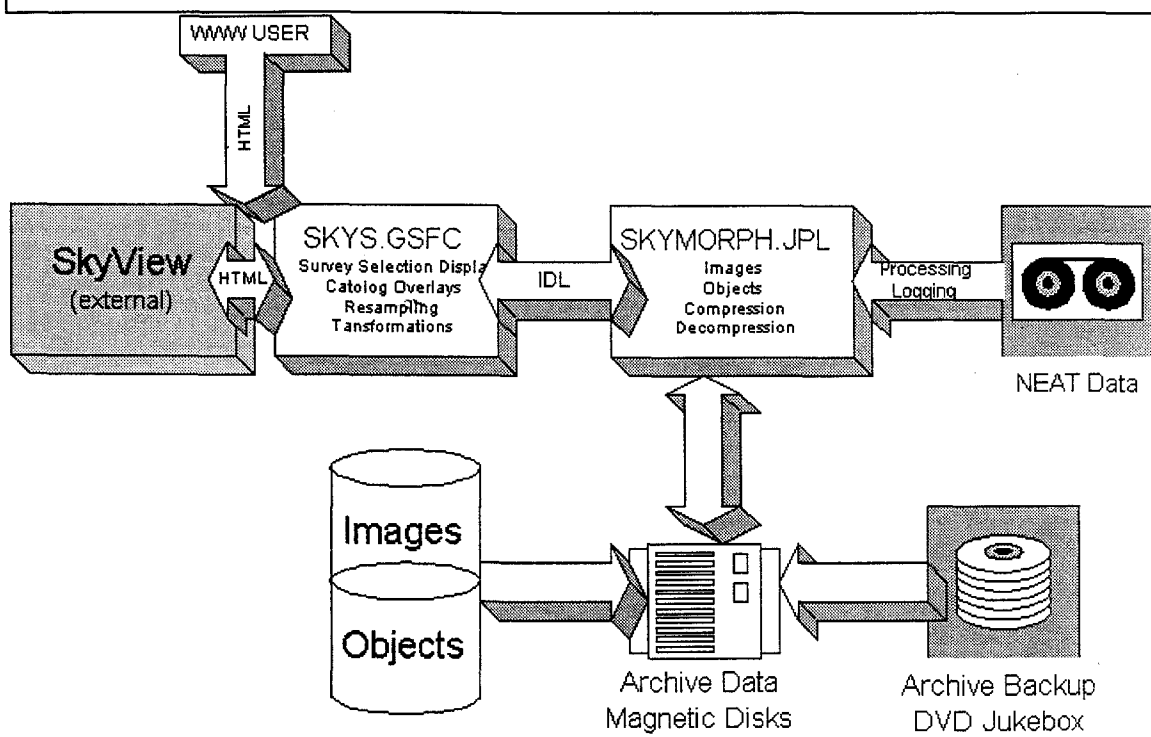 WWW USER
HTML
SkyView
(external)
HTML
SKYS.GSFC
Survey Selection Displa
Catolog Overlays
Resampling
Tansformations
IDL
SKYMORPH.JPL
Images
Objects
Compression
Decompression
Processing
Logging
NEAT Data
Images
Objects
Archive Data
Magnetic Disks
Archive Backup
DVD Jukebox